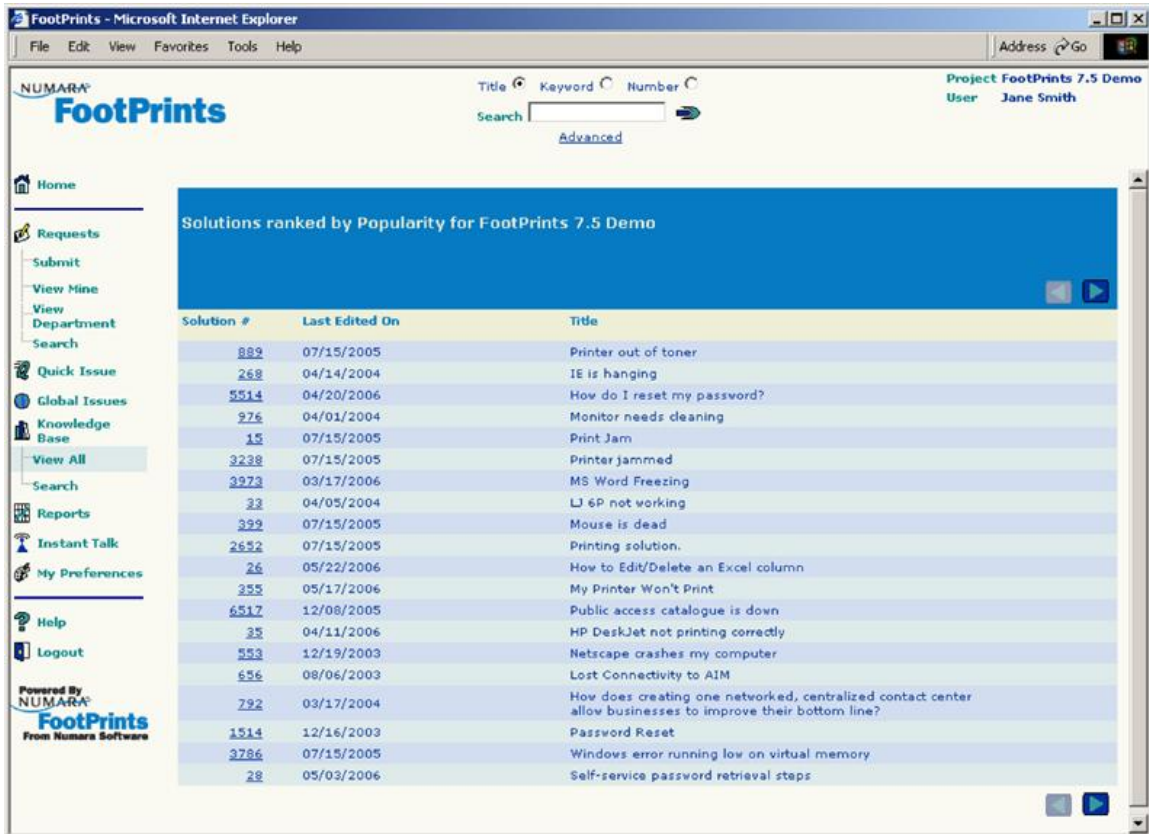 FootPrints - Microsoft Internet Explorer
File Edit View Favorites Tools Help
Address Go
NUMARA
FootPrints
Title Keyword Number
Search
Advanced
Project FootPrints 7.5 Demo
User Jane Smith
Home
Requests
Submit
View Mine
View
Department
Search
Quick Issue
Global Issues
Knowledge
Base
View All
Search
Reports
Instant Talk
My Preferences
Help
Logout
Powered By
NUMARA
FootPrints
From Numara Software
Solutions ranked by Popularity for FootPrints 7.5 Demo
Solution # Last Edited On Title
889 07/15/2005 Printer out of toner
268 04/14/2004 IE is hanging
5514 04/20/2006 How do I reset my password?
976 04/01/2004 Monitor needs cleaning
15 07/15/2005 Print Jam
3238 07/15/2005 Printer jammed
3973 03/17/2006 MS Word Freezing
33 04/05/2004 LJ 6P not working
399 07/15/2005 Mouse is dead
2652 07/15/2005 Printing solution.
26 05/22/2006 How to Edit/Delete an Excel column
355 05/17/2006 My Printer Won't Print
6517 12/08/2005 Public access catalogue is down
35 04/11/2006 HP DeskJet not printing correctly
553 12/19/2003 Netscape crashes my computer
656 08/06/2003 Lost Connectivity to AIM
792 03/17/2004 How does creating one networked, centralized contact center
allow businesses to improve their bottom line?
1514 12/16/2003 Password Reset
3786 07/15/2005 Windows error running low on virtual memory
28 05/03/2006 Self-service password retrieval steps